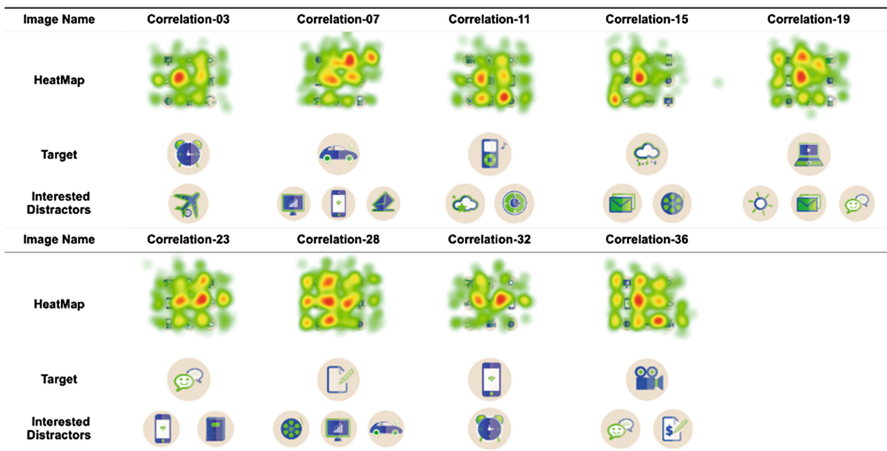 Image Name Correlation-03 Correlation-07 Correlation-11 Correlation-15 Correlation-19
HeatMap
Target
Interested
Distractors
Image Name Correlation-23 Correlation-28 Correlation-32 Correlation-36
HeatMap
Target
Interested
Distractors
$